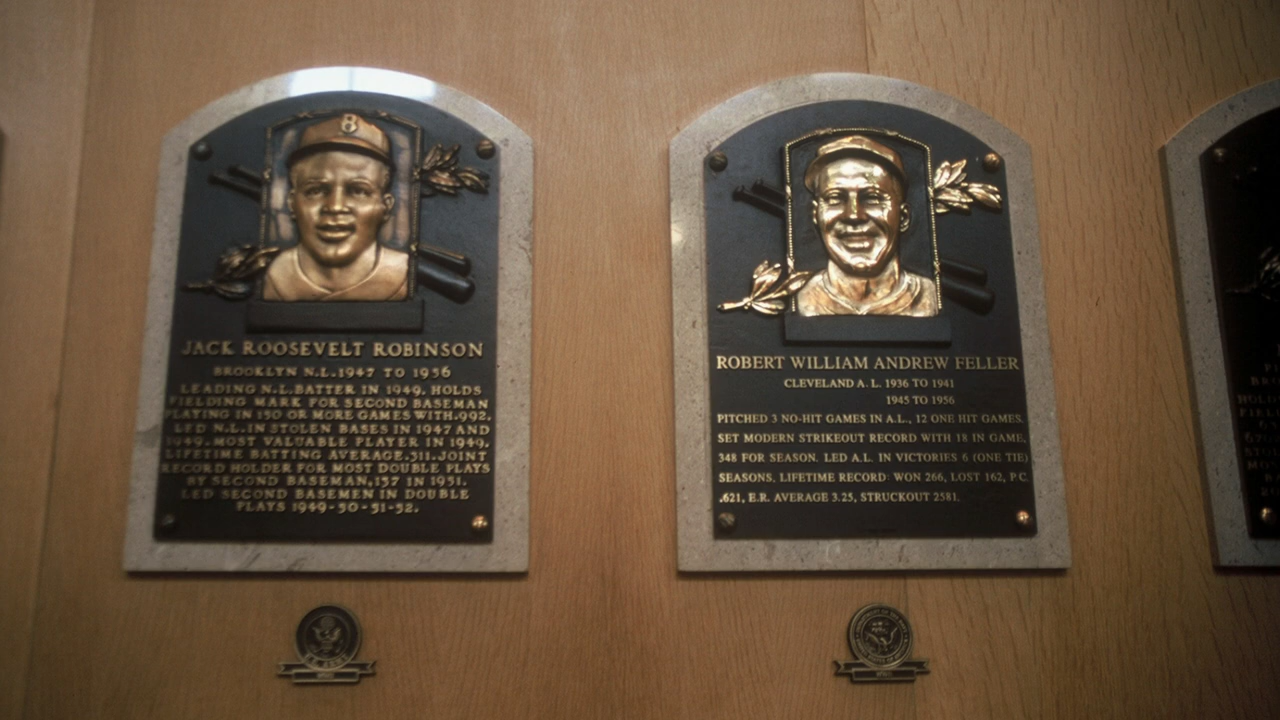 B
JACK ROOSEVELT ROBINSON
BROOKLYN N.L. 1947 TO 1956
LEADING N.L. BATTER IN 1949. HOLDS
FIELDING MARK FOR SECOND BASEMAN
PLAYING IN 150 OR MORE GAMES WITH .992.
LED N.L. IN STOLEN BASES IN 1947 AND
1949. MOST VALUABLE PLAYER IN 1949.
LIFETIME BATTING AVERAGE .311. JOINT
RECORD HOLDER FOR MOST DOUBLE PLAYS
BY SECOND BASEMAN, 137 IN 1951.
LED SECOND BASEMEN IN DOUBLE
PLAYS 1949-50-51-52.
U.S. ARMY
ROBERT WILLIAM ANDREW FELLER
CLEVELAND A. L. 1936 TO 1941
1945 TO 1956
PITCHED 3 NO-HIT GAMES IN A.L., 12 ONE HIT GAMES.
SET MODERN STRIKEOUT RECORD WITH 18 IN GAME,
348 FOR SEASON. LED A.L. IN VICTORIES 6 (ONE TIE)
SEASONS. LIFETIME RECORD: WON 266, LOST 162, P.C.
.621, E.R. AVERAGE 3.25, STRUCKOUT 2581.